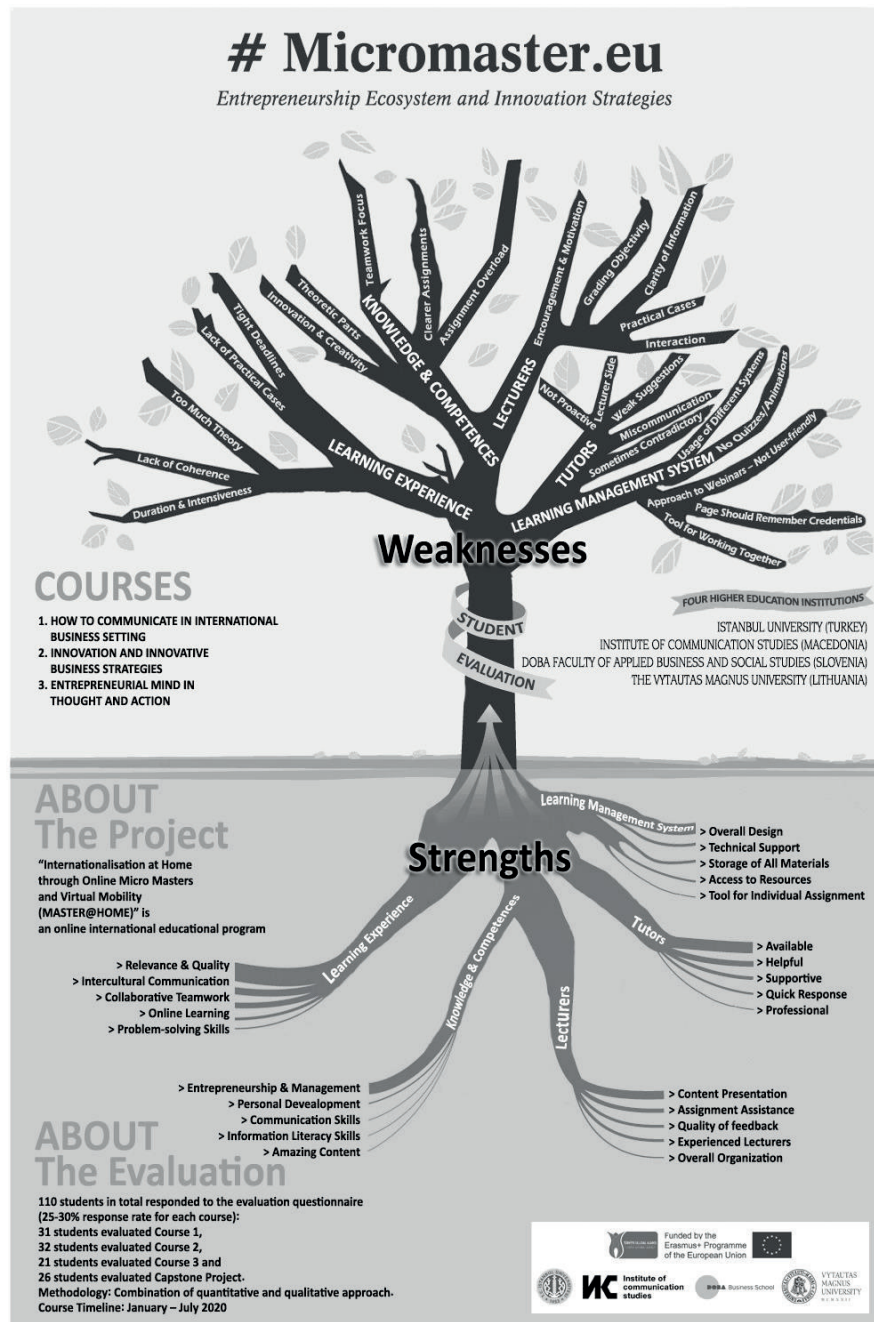 # Micromaster.eu
Entrepreneurship Ecosystem and Innovation Strategies
Teamwork Focus
Clearer Assignments
Assignment Overload
Theoretic Parts
Innovation & Creativity
KNOWLEDGE & COMPETENCES
Tight Deadlines
Lack of Practical Cases
Too Much Theory
Lack of Coherence
Duration & Intensiveness
LEARNING EXPERIENCE
Encouragement & Motivation
Grading Objectivity
Clarity of Information
Practical Cases
Interaction
LECTURERS
Not Proactive
Lecturer Side
Weak Suggestions
Miscommunication
Sometimes Contradictory
TUTORS
Usage of Different Systems
No Quizzes/Animations
Approach to Webinars – Not User-friendly
Page Should Remember Credentials
Tool for Working Together
LEARNING MANAGEMENT SYSTEM
Weaknesses
COURSES
1. HOW TO COMMUNICATE IN INTERNATIONAL
BUSINESS SETTING
2. INNOVATION AND INNOVATIVE
BUSINESS STRATEGIES
3. ENTREPRENEURIAL MIND IN
THOUGHT AND ACTION
STUDENT
EVALUATION
FOUR HIGHER EDUCATION INSTITUTIONS
ISTANBUL UNIVERSITY (TURKEY)
INSTITUTE OF COMMUNICATION STUDIES (MACEDONIA)
DOBA FACULTY OF APPLIED BUSINESS AND SOCIAL STUDIES (SLOVENIA)
THE VYTAUTAS MAGNUS UNIVERSITY (LITHUANIA)
ABOUT
The Project
“Internationalisation at Home
through Online Micro Masters
and Virtual Mobility
(MASTER@HOME)” is
an online international educational program
Strengths
Learning Management System
> Overall Design
> Technical Support
> Storage of All Materials
> Access to Resources
> Tool for Individual Assignment
Tutors
> Available
> Helpful
> Supportive
> Quick Response
> Professional
Learning Experience
> Relevance & Quality
> Intercultural Communication
> Collaborative Teamwork
> Online Learning
> Problem-solving Skills
Knowledge & Competences
> Entrepreneurship & Management
> Personal Devealopment
> Communication Skills
> Information Literacy Skills
> Amazing Content
Lecturers
> Content Presentation
> Assignment Assistance
> Quality of feedback
> Experienced Lecturers
> Overall Organization
ABOUT
The Evaluation
110 students in total responded to the evaluation questionnaire
(25-30% response rate for each course):
31 students evaluated Course 1,
32 students evaluated Course 2,
21 students evaluated Course 3 and
26 students evaluated Capstone Project.
Methodology: Combination of quantitative and qualitative approach.
Course Timeline: January – July 2020
Funded by the
Erasmus+ Programme
of the European Union
Institute of
communication
studies
DOBA Business School
VYTAUTAS
MAGNUS
UNIVERSITY
MCMXXII